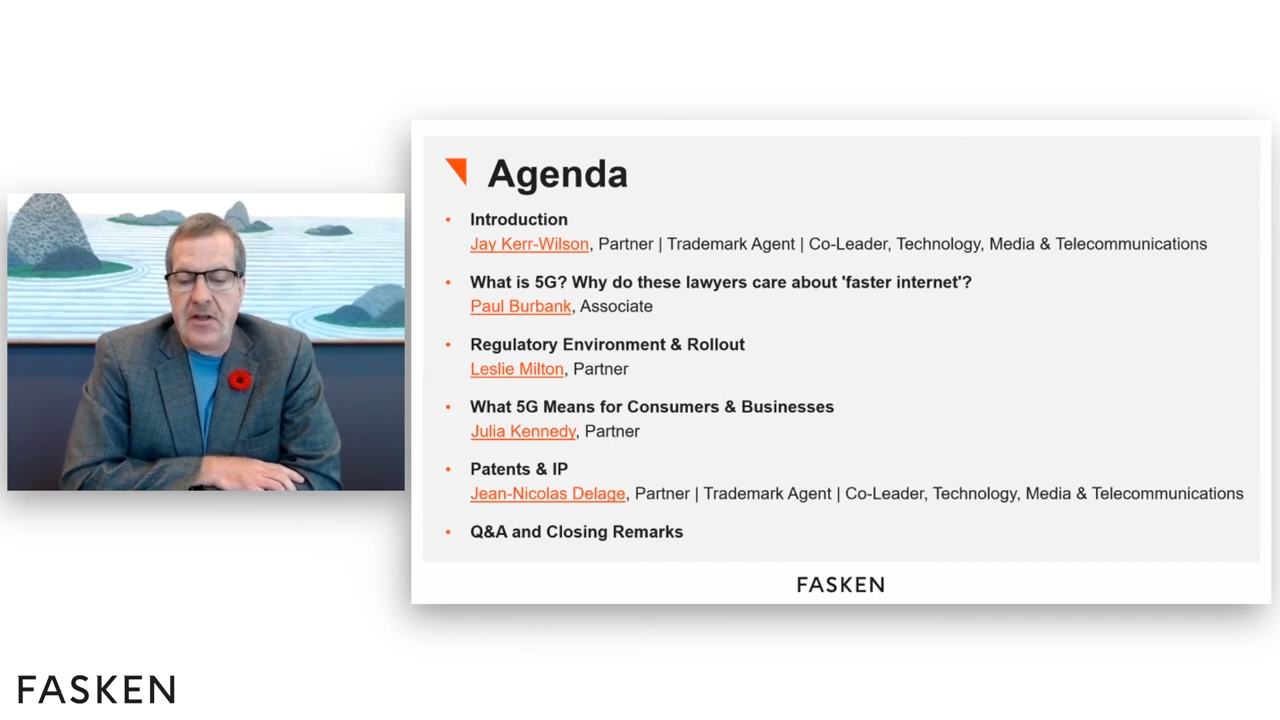 Agenda
• Introduction
Jay Kerr-Wilson, Partner | Trademark Agent | Co-Leader, Technology, Media & Telecommunications
• What is 5G? Why do these lawyers care about 'faster internet'?
Paul Burbank, Associate
• Regulatory Environment & Rollout
Leslie Milton, Partner
• What 5G Means for Consumers & Businesses
Julia Kennedy, Partner
• Patents & IP
Jean-Nicolas Delage, Partner | Trademark Agent | Co-Leader, Technology, Media & Telecommunications
• Q&A and Closing Remarks
FASKEN
FASKEN